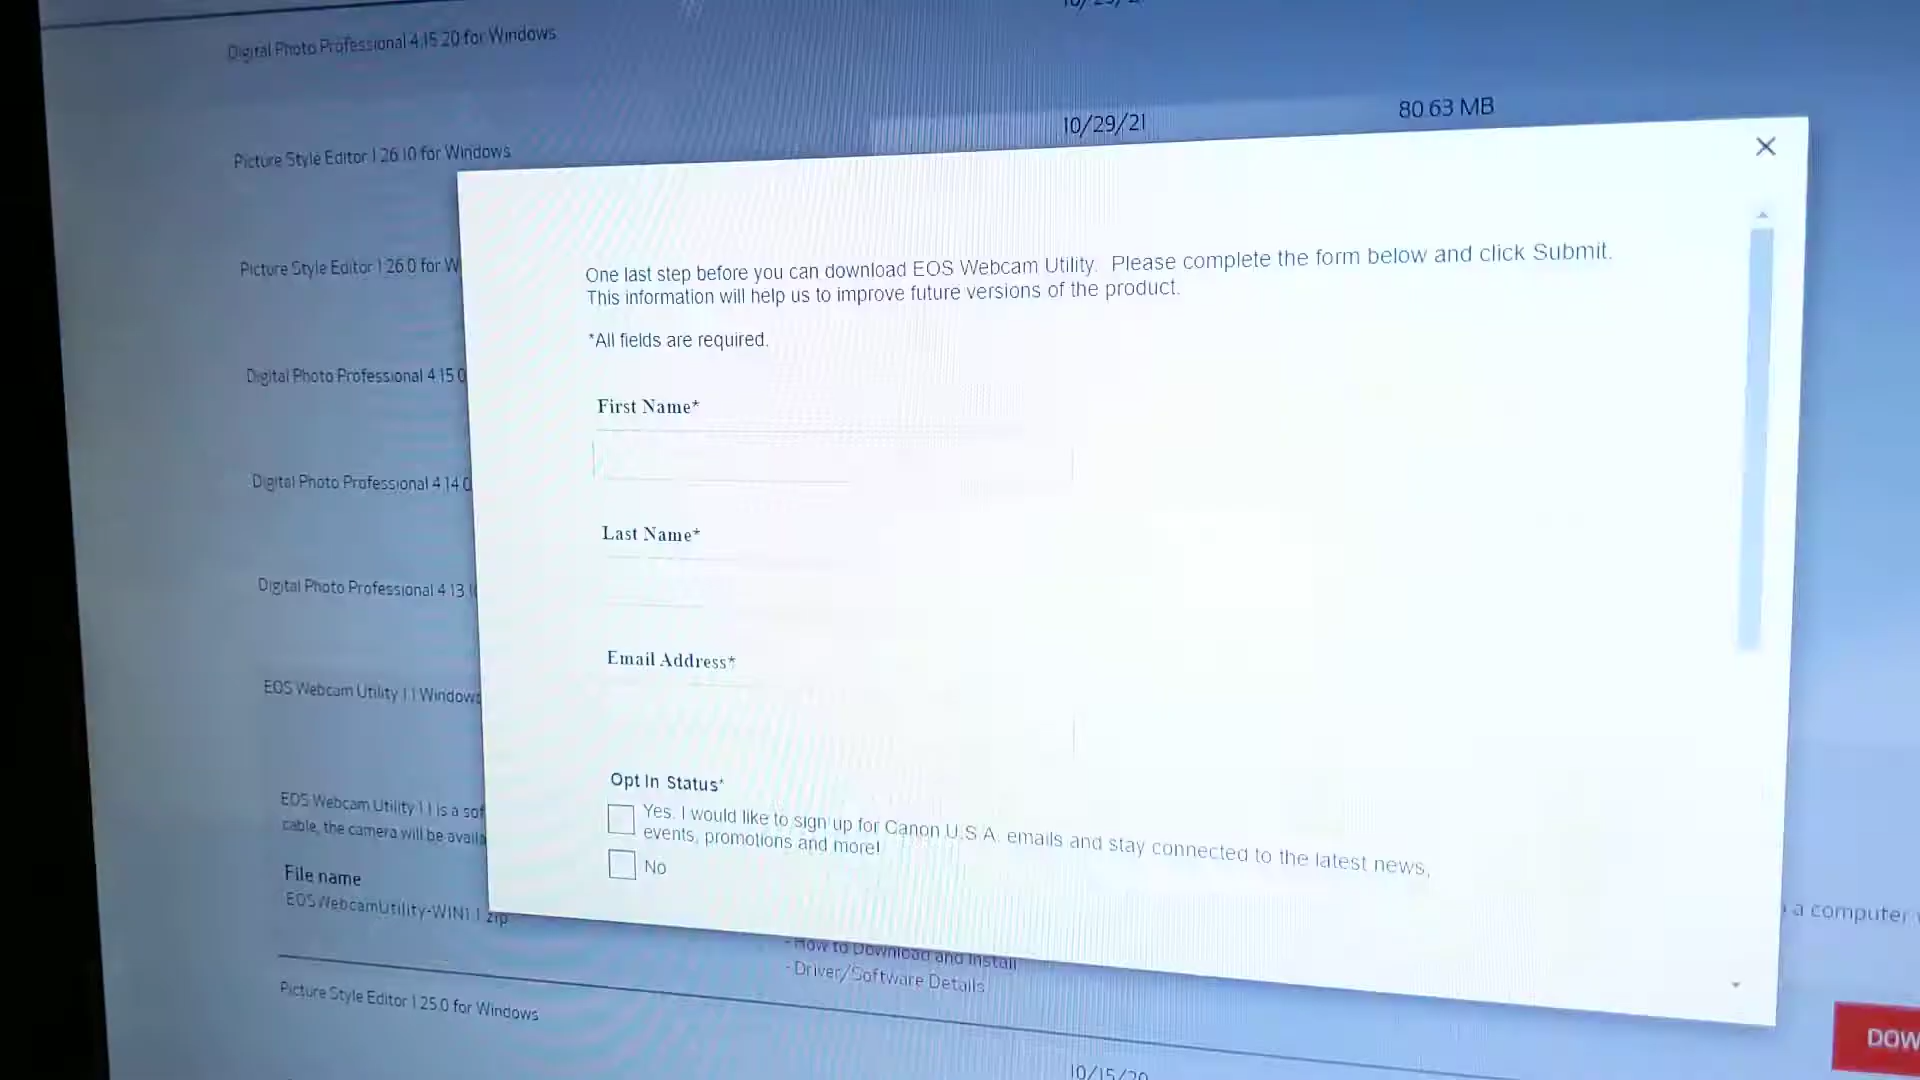 Digital Photo Professional 4.15.20 for Windows
10/29/21
80.63 MB
Picture Style Editor 1.26.10 for Windows
Picture Style Editor 1.26.0 for W
Digital Photo Professional 4.15.0
Digital Photo Professional 4.14.0
Digital Photo Professional 4.13.1
EOS Webcam Utility 1.1 Windows
EOS Webcam Utility 1.1 is a sof
cable, the camera will be availa
File name
EOSWebcamUtility-WIN1.1.zip
Picture Style Editor 1.25.0 for Windows
One last step before you can download EOS Webcam Utility. Please complete the form below and click Submit.
This information will help us to improve future versions of the product.
*All fields are required.
First Name*
Last Name*
Email Address*
Opt In Status*
Yes. I would like to sign up for Canon U.S.A. emails and stay connected to the latest news,
events, promotions and more!
No
- How to Download and Install
- Driver/Software Details
a computer
DOW
10/15/20